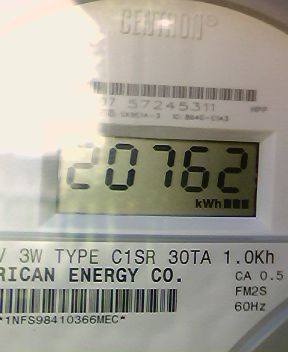 CENTRON®
57245311
20762
kWh
3W TYPE C1SR 30TA 1.0Kh
RICAN ENERGY CO.
CA 0.5
FM2S
60Hz
*1NFS98410366MEC*